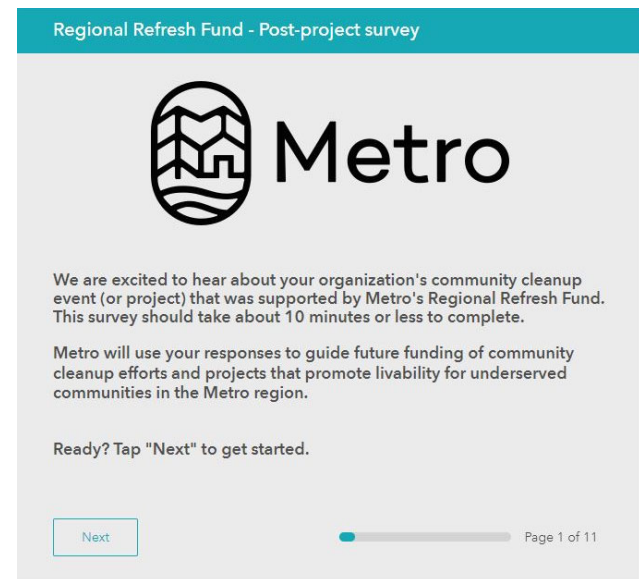 Regional Refresh Fund - Post-project survey
Metro
We are excited to hear about your organization's community cleanup
event (or project) that was supported by Metro's Regional Refresh Fund.
This survey should take about 10 minutes or less to complete.
Metro will use your responses to guide future funding of community
cleanup efforts and projects that promote livability for underserved
communities in the Metro region.
Ready? Tap "Next" to get started.
Next
Page 1 of 11